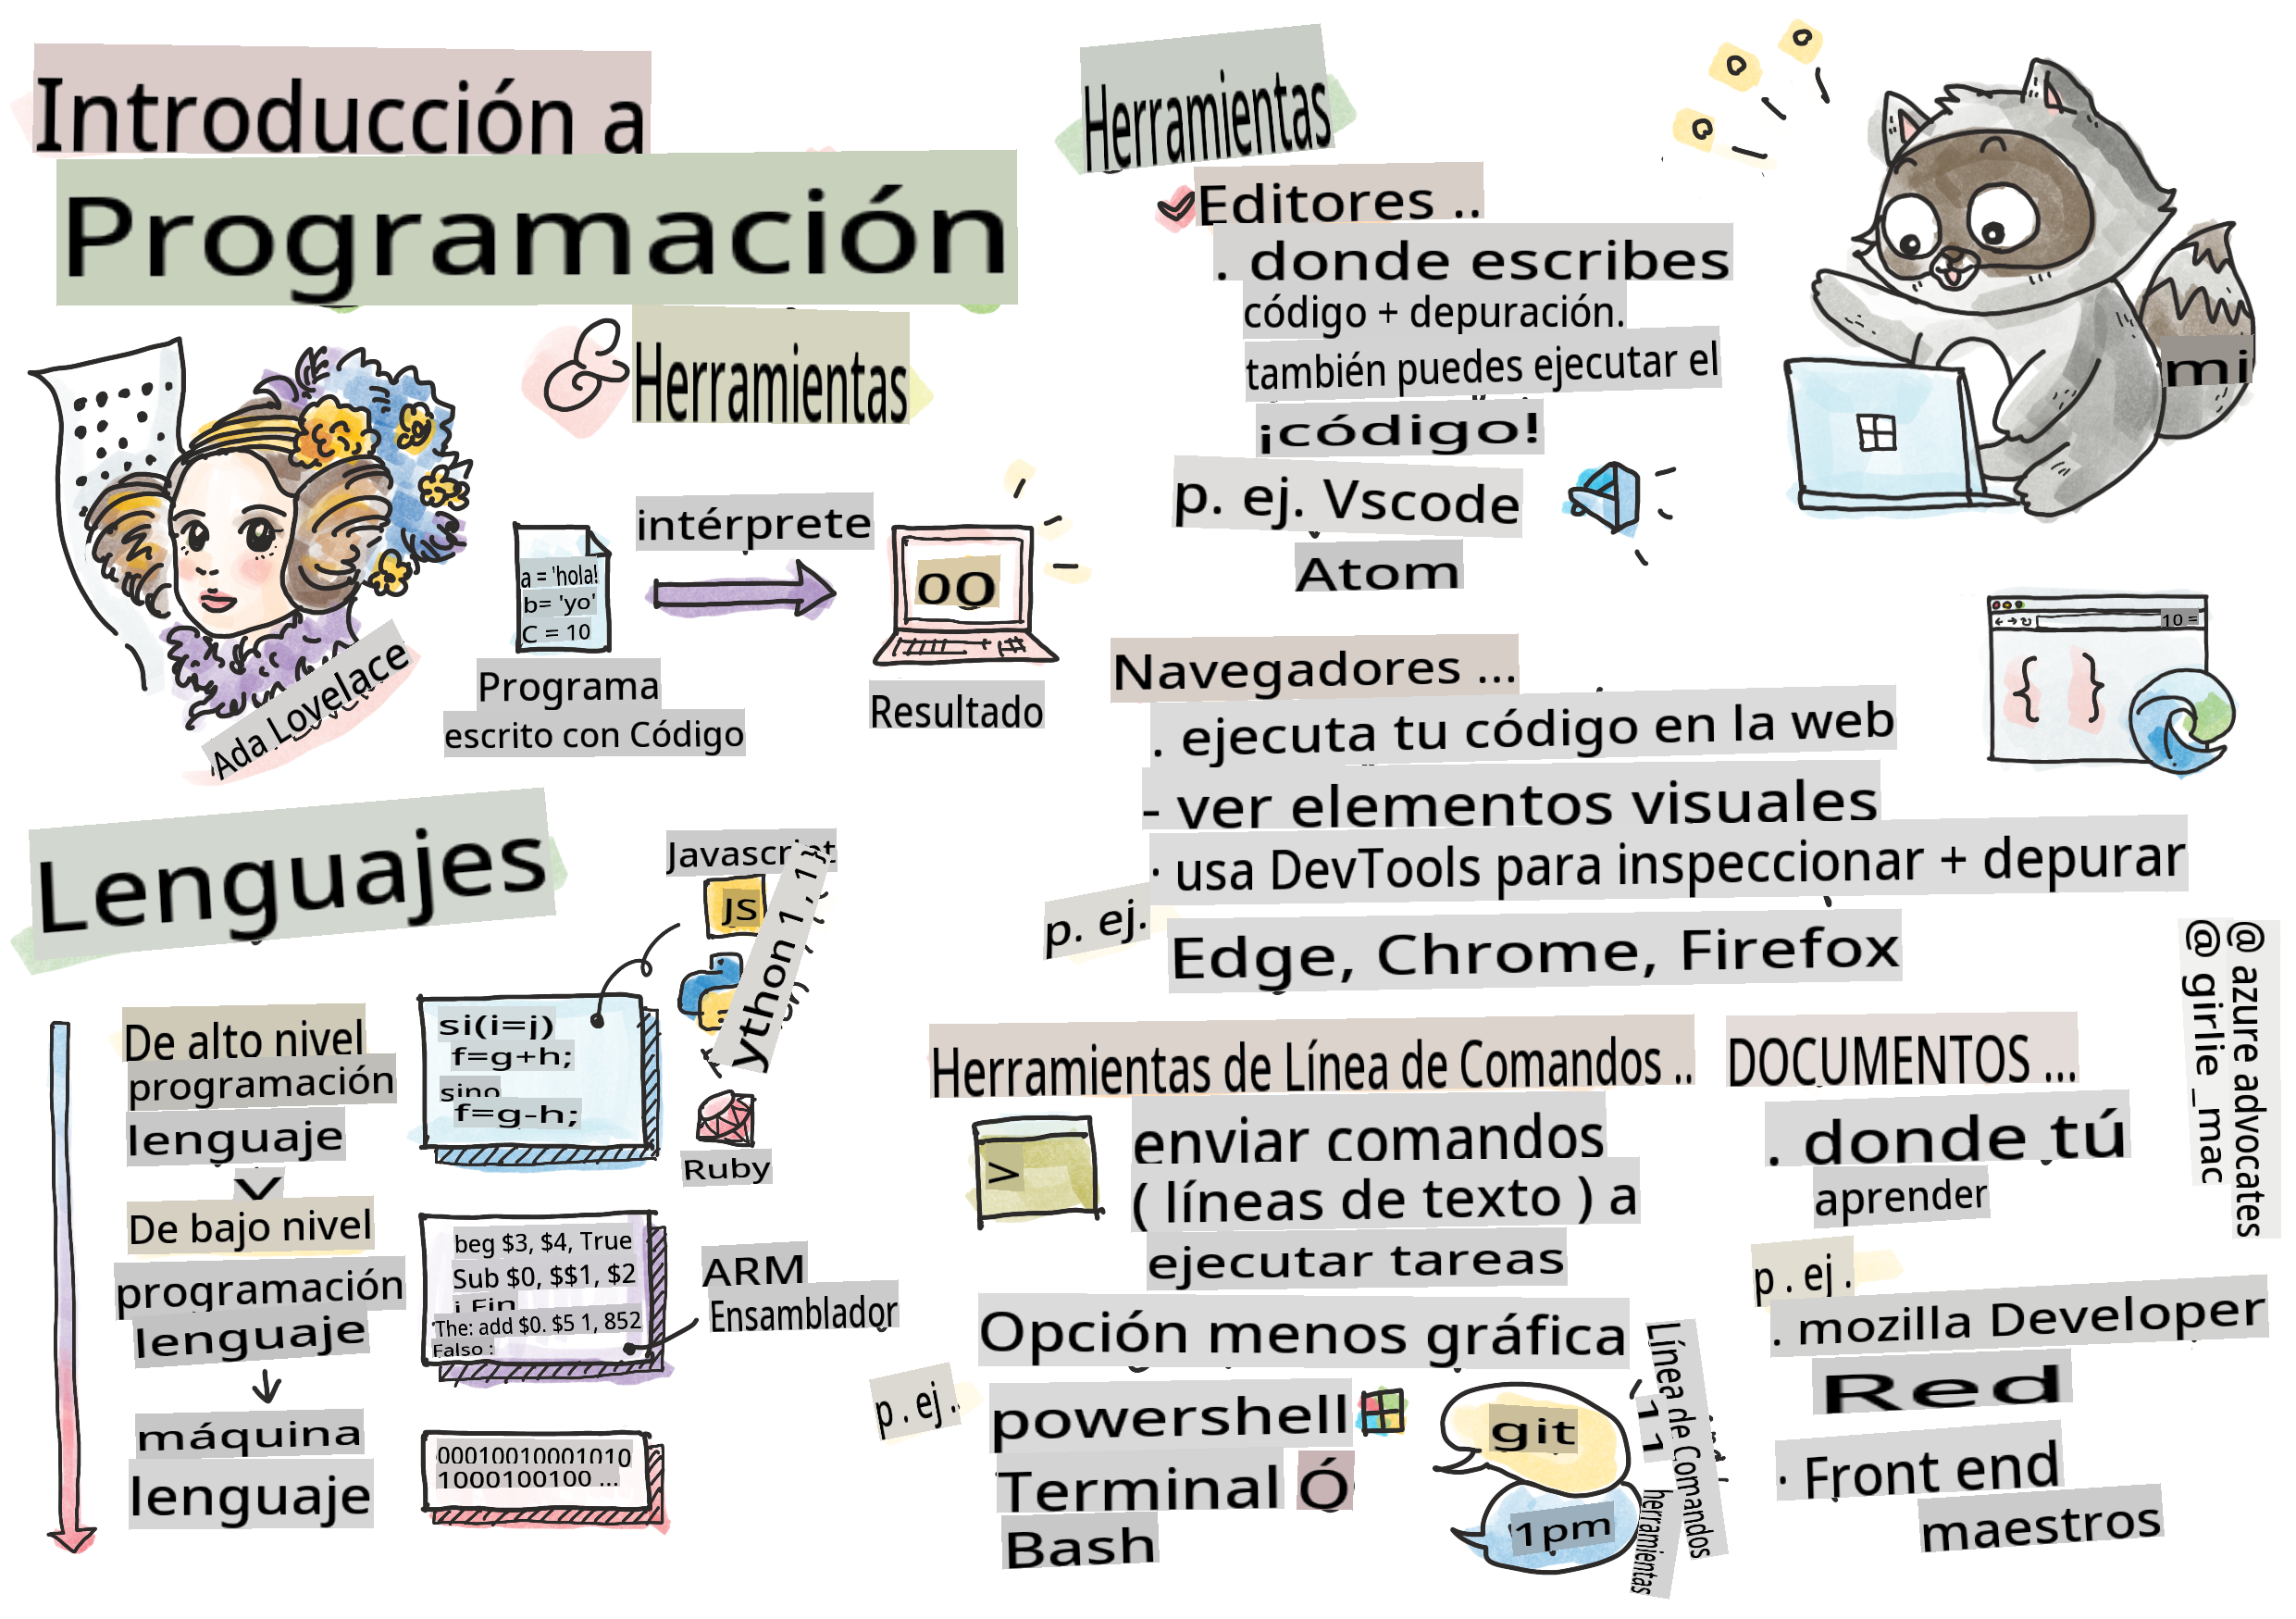 Introducción a
Programación
& Herramientas
Ada Lovelace
a = 'hola!
b= 'yo'
C = 10
Programa
escrito con Código
intérprete
oo
Resultado
Lenguajes
De alto nivel
programación
lenguaje
De bajo nivel
programación
lenguaje
máquina
lenguaje
si(i=j)
f=g+h;
sino
f=g-h;
Javascript
JS
ython 1, 1}
Ruby
beg $3, $4, True
Sub $0, $$1, $2
j Fin
The: add $0. $5 1, 852
Falso :
ARM
Ensamblador
00010010001010
1000100100 ...
Herramientas
Editores ..
. donde escribes
código + depuración.
también puedes ejecutar el
¡código!
p. ej. Vscode
Atom
mi
Navegadores ...
. ejecuta tu código en la web
- ver elementos visuales
· usa DevTools para inspeccionar + depurar
p. ej.
Edge, Chrome, Firefox
10 =
{ }
Herramientas de Línea de Comandos ..
>
enviar comandos
( líneas de texto ) a
ejecutar tareas
Opción menos gráfica
p . ej .
powershell
Terminal Ó
Bash
git
1pm
Línea de Comandos
herramientas
DOCUMENTOS ...
. donde tú
aprender
p . ej .
. mozilla Developer
Red
· Front end
maestros
@ azure advocates
@ girlie _mac